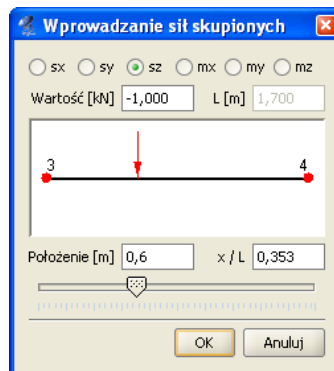 Wprowadzanie sił skupionych
sx sy sz mx my mz
Wartość [kN] -1,000 L [m] 1,700
3 4
Położenie [m] 0,6 x / L 0,353
OK Anuluj